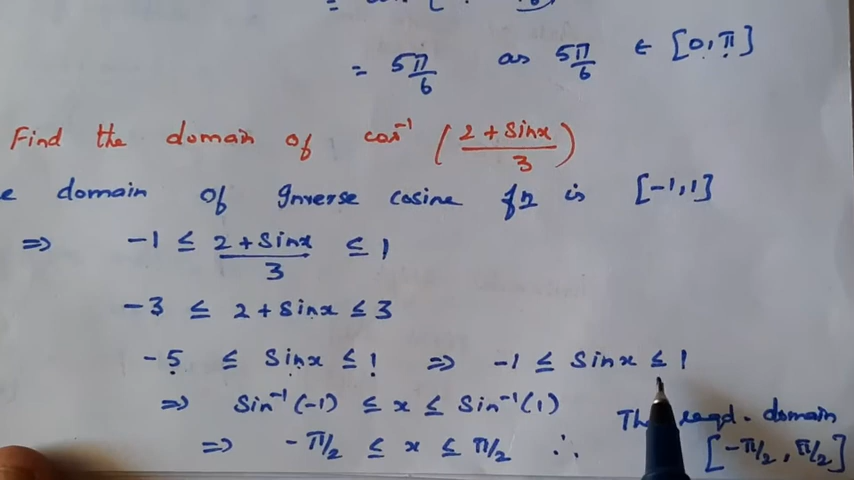 = 5π/6 as 5π/6 ∈ [0, π]
Find the domain of cos⁻¹ ( (2 + Sinx)/3 )
domain of Inverse cosine fn is [-1, 1]
⇒ -1 ≤ (2 + Sinx)/3 ≤ 1
-3 ≤ 2 + Sinx ≤ 3
-5 ≤ Sinx ≤ 1 ⇒ -1 ≤ Sinx ≤ 1
⇒ Sin⁻¹(-1) ≤ x ≤ Sin⁻¹(1)
reqd. domain
⇒ -π/2 ≤ x ≤ π/2 ∴ [-π/2, π/2]